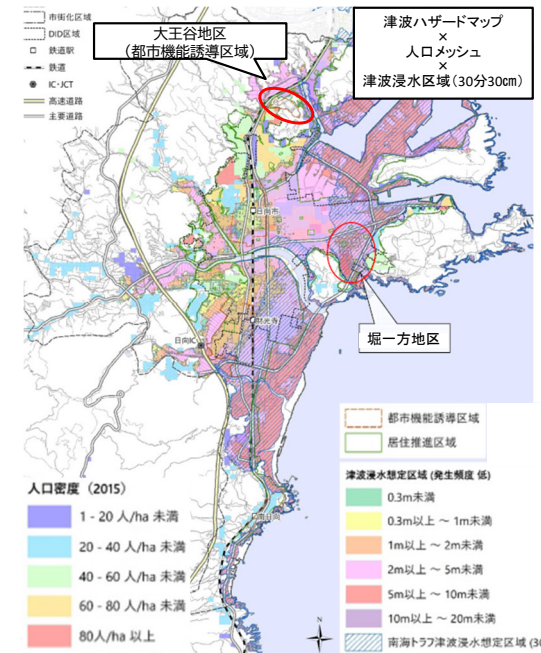 市街化区域
DID区域
鉄道駅
鉄道
IC・JCT
高速道路
主要道路
大王谷地区
（都市機能誘導区域）
津波ハザードマップ
×
人口メッシュ
×
津波浸水区域（30分30㎝）
日向市
財光寺
日向IC
堀一方地区
南日向
都市機能誘導区域
居住推進区域
人口密度（2015）
1 - 20 人/ha 未満
20 - 40 人/ha 未満
40 - 60 人/ha 未満
60 - 80 人/ha 未満
80人/ha 以上
津波浸水想定区域 (発生頻度 低)
0.3m未満
0.3m以上 ～ 1m未満
1m以上 ～ 2m未満
2m以上 ～ 5m未満
5m以上 ～ 10m未満
10m以上 ～ 20m未満
南海トラフ津波浸水想定区域 (30
N